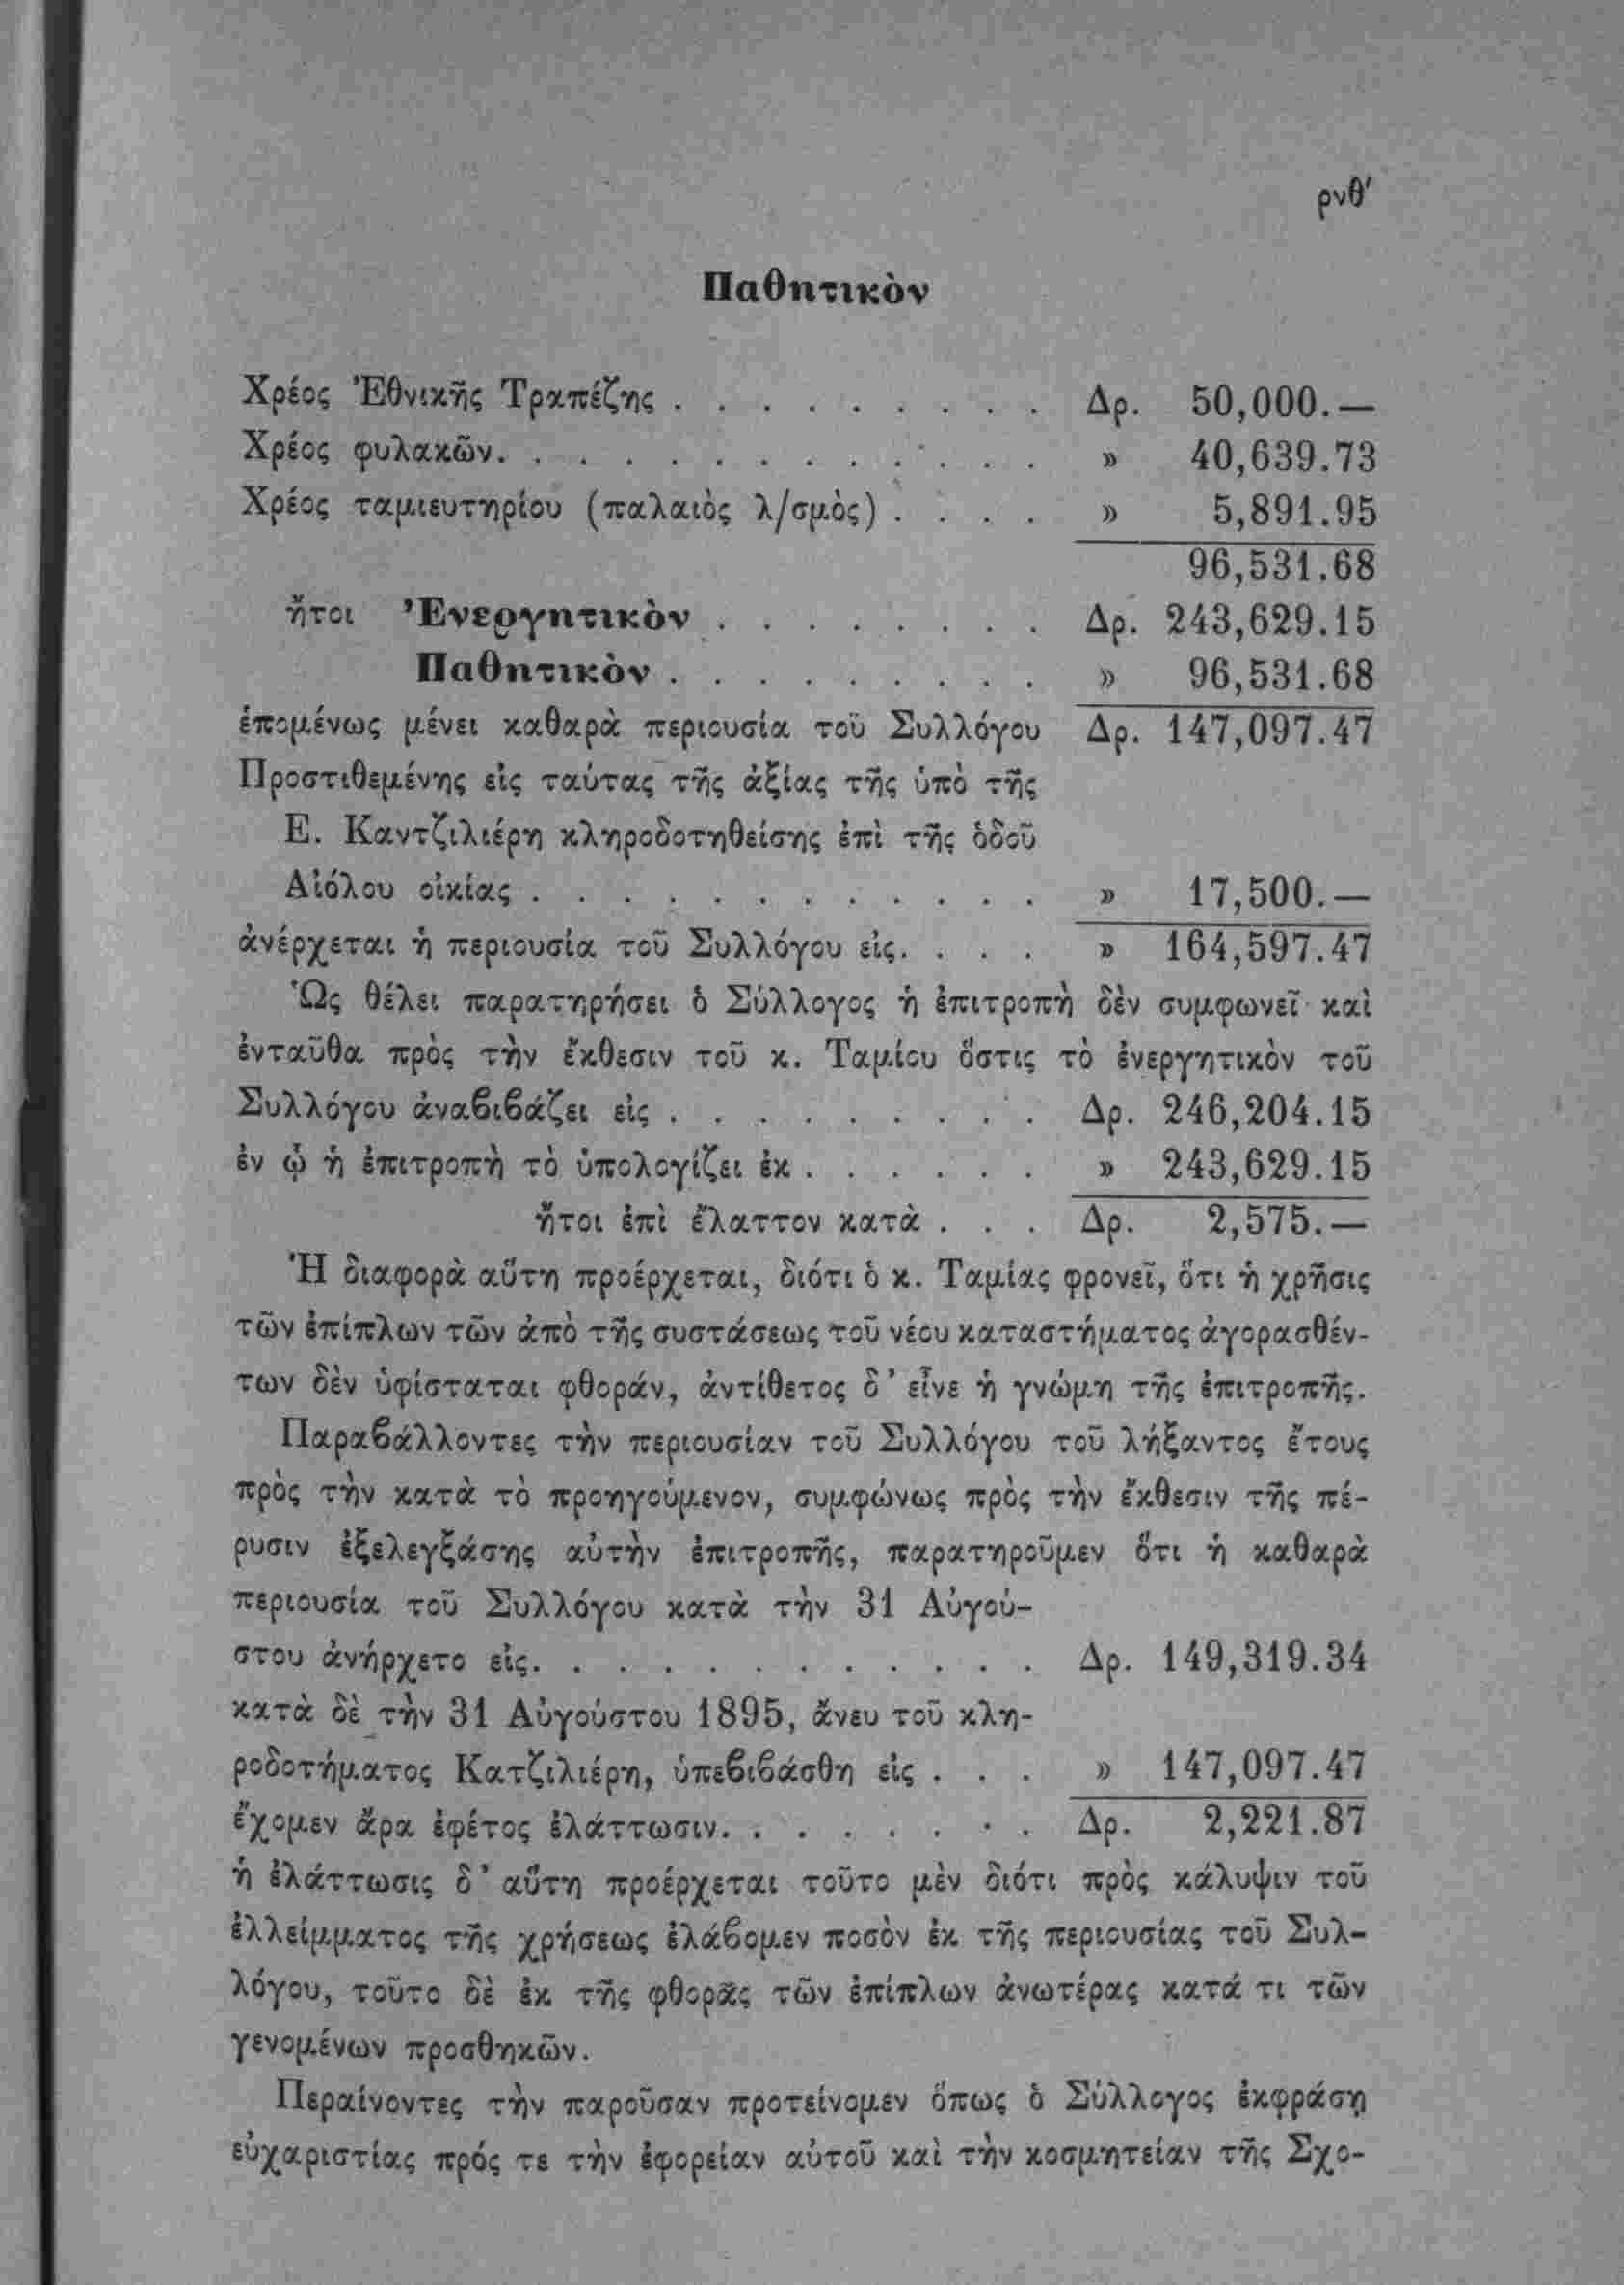 ρνθ'
Παθητικὸν
Χρέος Ἐθνικῆς Τραπέζης . . . . . . . . . Δρ. 50,000.—
Χρέος φυλακῶν. . . . . . . . . . . . . » 40,639.73
Χρέος ταμιευτηρίου (παλαιὸς λ/σμὸς) . . . . » 5,891.95
96,531.68
ἤτοι Ἐνεργητικὸν . . . . . . . . Δρ. 243,629.15
Παθητικὸν . . . . . . . . . » 96,531.68
ἑπομένως μένει καθαρὰ περιουσία τοῦ Συλλόγου Δρ. 147,097.47
Προστιθεμένης εἰς ταύτας τῆς ἀξίας τῆς ὑπὸ τῆς
Ε. Καντζιλιέρη κληροδοτηθείσης ἐπὶ τῆς ὁδοῦ
Αἰόλου οἰκίας . . . . . . . . . . . . » 17,500.—
ἀνέρχεται ἡ περιουσία τοῦ Συλλόγου εἰς. . . . » 164,597.47
Ὡς θέλει παρατηρήσει ὁ Σύλλογος ἡ ἐπιτροπὴ δὲν συμφωνεῖ καὶ
ἐνταῦθα πρὸς τὴν ἔκθεσιν τοῦ κ. Ταμίου ὅστις τὸ ἐνεργητικὸν τοῦ
Συλλόγου ἀναβιβάζει εἰς . . . . . . . . . Δρ. 246,204.15
ἐν ᾧ ἡ ἐπιτροπὴ τὸ ὑπολογίζει ἐκ . . . . . . » 243,629.15
ἤτοι ἐπὶ ἔλαττον κατὰ . . . Δρ. 2,575.—
Ἡ διαφορὰ αὕτη προέρχεται, διότι ὁ κ. Ταμίας φρονεῖ, ὅτι ἡ χρῆσις
τῶν ἐπίπλων τῶν ἀπὸ τῆς συστάσεως τοῦ νέου καταστήματος ἀγορασθέν-
των δὲν ὑφίσταται φθοράν, ἀντίθετος δ' εἶνε ἡ γνώμη τῆς ἐπιτροπῆς.
Παραβάλλοντες τὴν περιουσίαν τοῦ Συλλόγου τοῦ λήξαντος ἔτους
πρὸς τὴν κατὰ τὸ προηγούμενον, συμφώνως πρὸς τὴν ἔκθεσιν τῆς πέ-
ρυσιν ἐξελεγξάσης αὐτὴν ἐπιτροπῆς, παρατηροῦμεν ὅτι ἡ καθαρὰ
περιουσία τοῦ Συλλόγου κατὰ τὴν 31 Αὐγού-
στου ἀνήρχετο εἰς. . . . . . . . . . . . Δρ. 149,319.34
κατὰ δὲ τὴν 31 Αὐγούστου 1895, ἄνευ τοῦ κλη-
ροδοτήματος Κατζιλιέρη, ὑπεβιβάσθη εἰς . . . » 147,097.47
ἔχομεν ἄρα ἐφέτος ἐλάττωσιν. . . . . . . . Δρ. 2,221.87
ἡ ἐλάττωσις δ' αὕτη προέρχεται τοῦτο μὲν διότι πρὸς κάλυψιν τοῦ
ἐλλείμματος τῆς χρήσεως ἐλάβομεν ποσὸν ἐκ τῆς περιουσίας τοῦ Συλ-
λόγου, τοῦτο δὲ ἐκ τῆς φθορᾶς τῶν ἐπίπλων ἀνωτέρας κατά τι τῶν
γενομένων προσθηκῶν.
Περαίνοντες τὴν παροῦσαν προτείνομεν ὅπως ὁ Σύλλογος ἐκφράσῃ
εὐχαριστίας πρός τε τὴν ἐφορείαν αὐτοῦ καὶ τὴν κοσμητείαν τῆς Σχο-